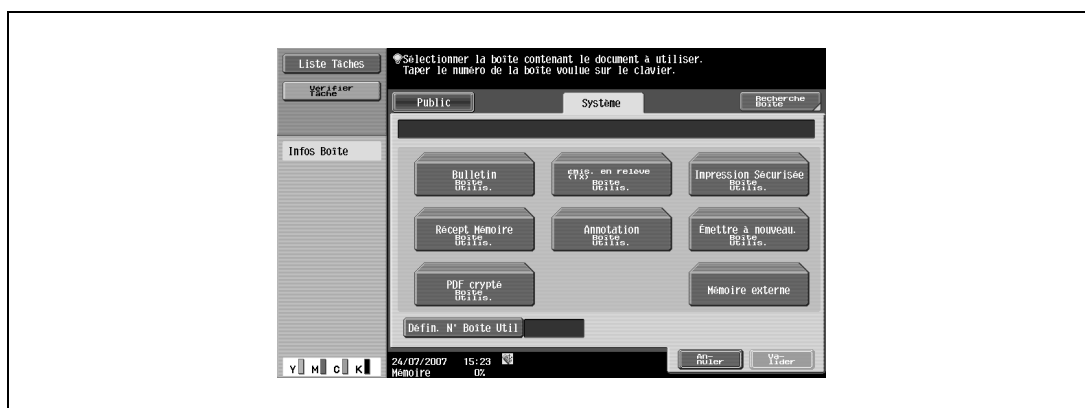 Liste Tâches
Vérifier
Tâche
Sélectionner la boîte contenant le document à utiliser.
Taper le numéro de la boîte voulue sur le clavier.
Public
Système
Recherche
Boîte
Infos Boîte
Bulletin
Boîte
Utilis.
Émis. en relève
(TX)
Boîte
Utilis.
Impression Sécurisée
Boîte
Utilis.
Récept Mémoire
Boîte
Utilis.
Annotation
Boîte
Utilis.
Émettre à nouveau.
Boîte
Utilis.
PDF crypté
Boîte
Utilis.
Mémoire externe
Défin. N° Boîte Util
An-
nuler
Va-
lider
Y M C K
24/07/2007 15:23
Mémoire 0%